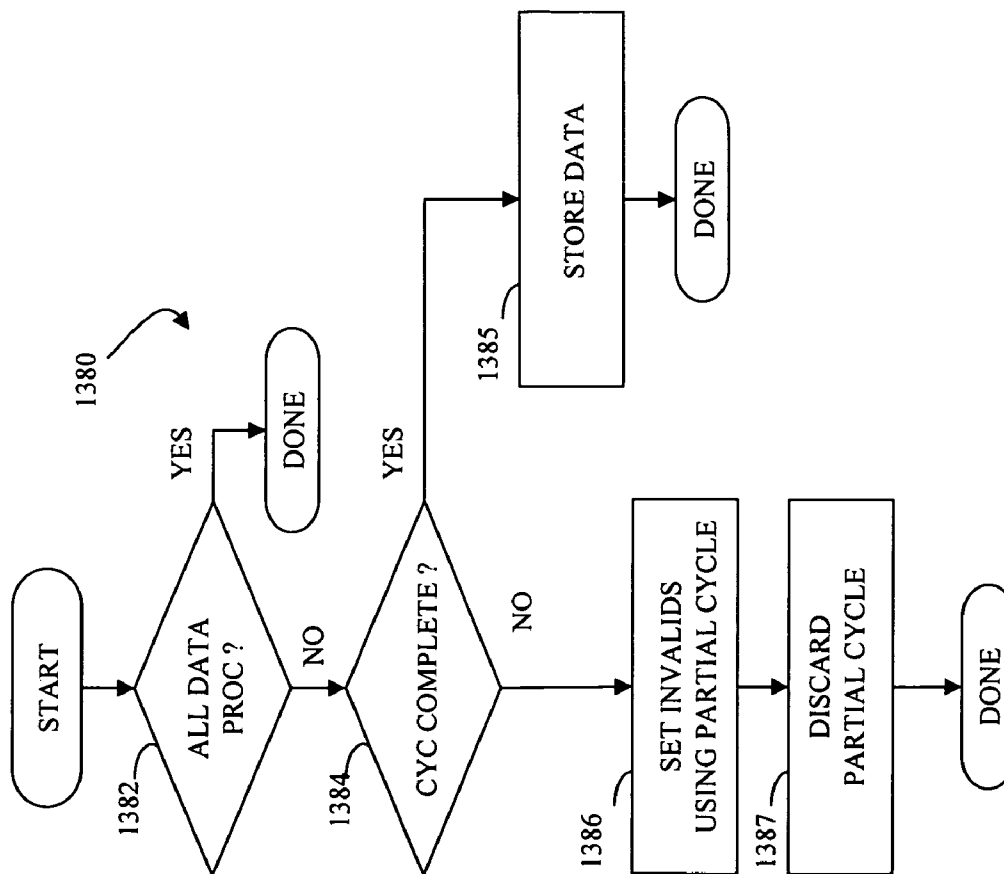 1380
START
1382
ALL DATA
PROC ?
YES
DONE
NO
1384
CYC COMPLETE ?
YES
1385
STORE DATA
DONE
NO
1386
SET INVALIDS
USING PARTIAL CYCLE
1387
DISCARD
PARTIAL CYCLE
DONE